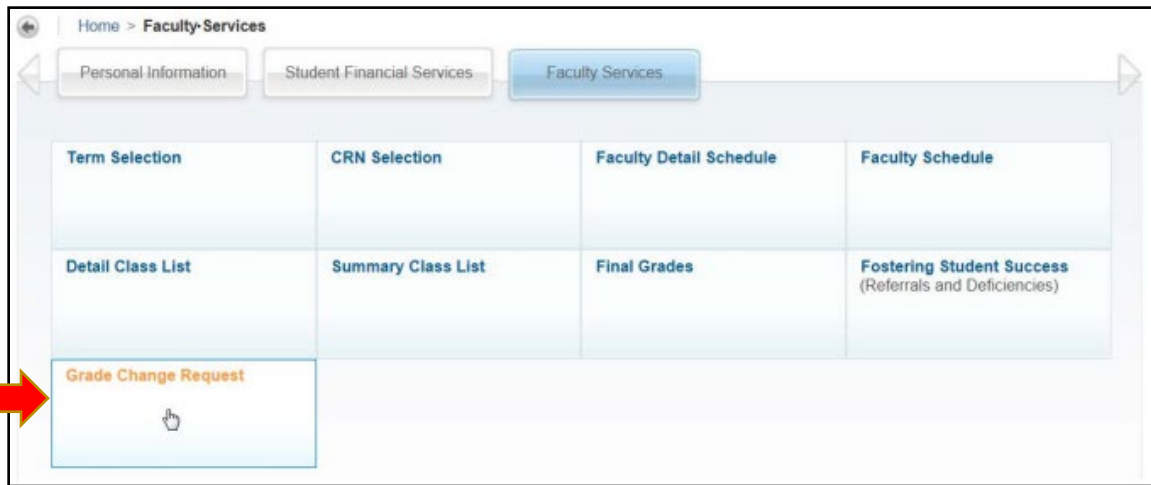 Home > Faculty Services
Personal Information
Student Financial Services
Faculty Services
Term Selection
CRN Selection
Faculty Detail Schedule
Faculty Schedule
Detail Class List
Summary Class List
Final Grades
Fostering Student Success
(Referrals and Deficiencies)
Grade Change Request